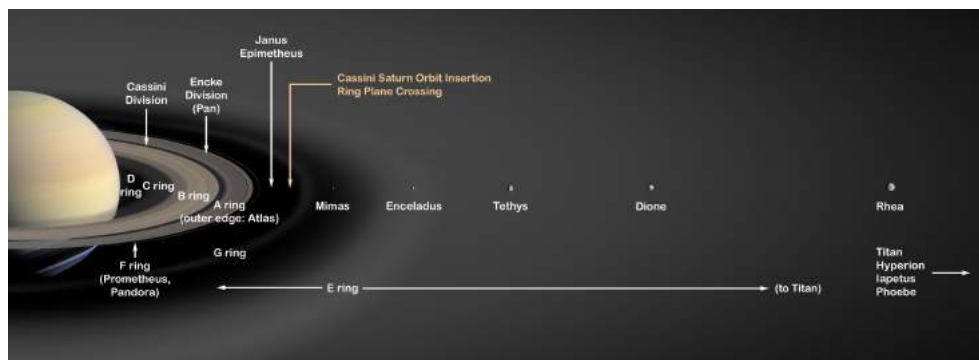 Janus
Epimetheus
Cassini Saturn Orbit Insertion
Ring Plane Crossing
Encke
Division
(Pan)
Cassini
Division
D
ring
C ring
B ring
A ring
(outer edge: Atlas)
Mimas
Enceladus
Tethys
Dione
Rhea
G ring
F ring
(Prometheus,
Pandora)
E ring
(to Titan)
Titan
Hyperion
Iapetus
Phoebe